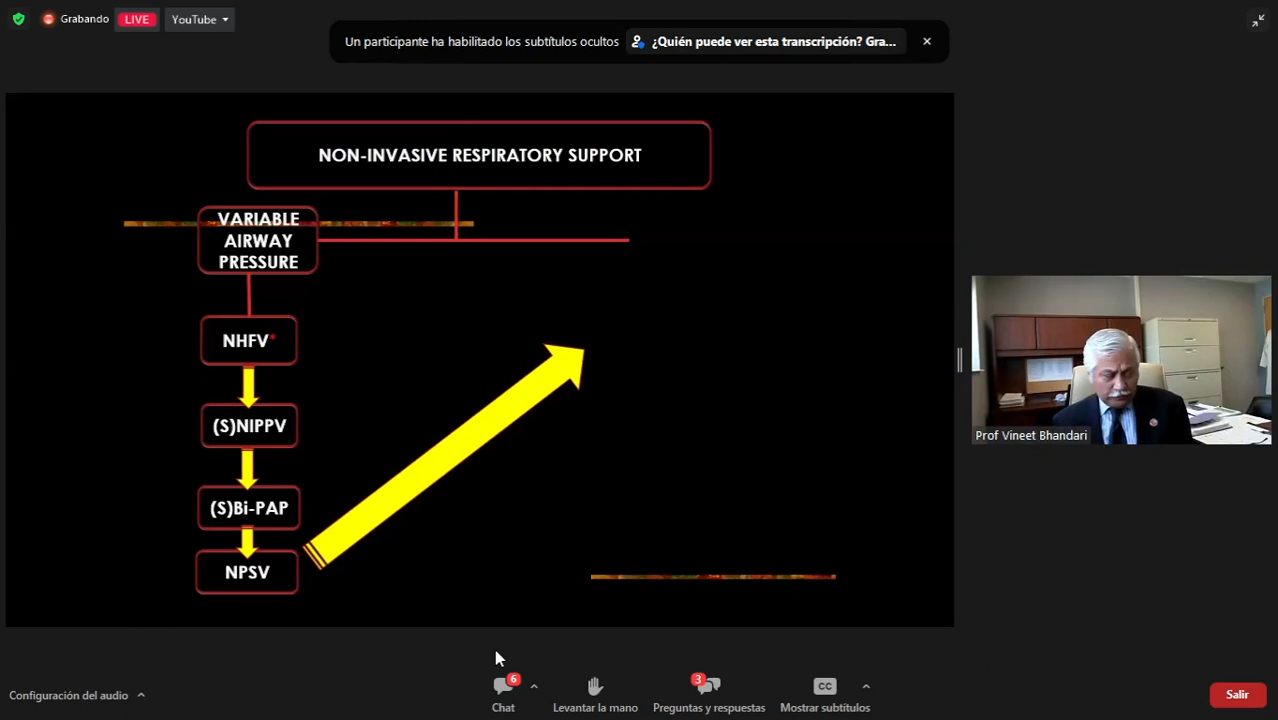 Grabando
LIVE
YouTube
Un participante ha habilitado los subtítulos ocultos
¿Quién puede ver esta transcripción? Gra...
NON-INVASIVE RESPIRATORY SUPPORT
VARIABLE
AIRWAY
PRESSURE
NHFV*
(S)NIPPV
(S)Bi-PAP
NPSV
Prof Vineet Bhandari
Configuración del audio
6
Chat
Levantar la mano
3
Preguntas y respuestas
CC
Mostrar subtítulos
Salir